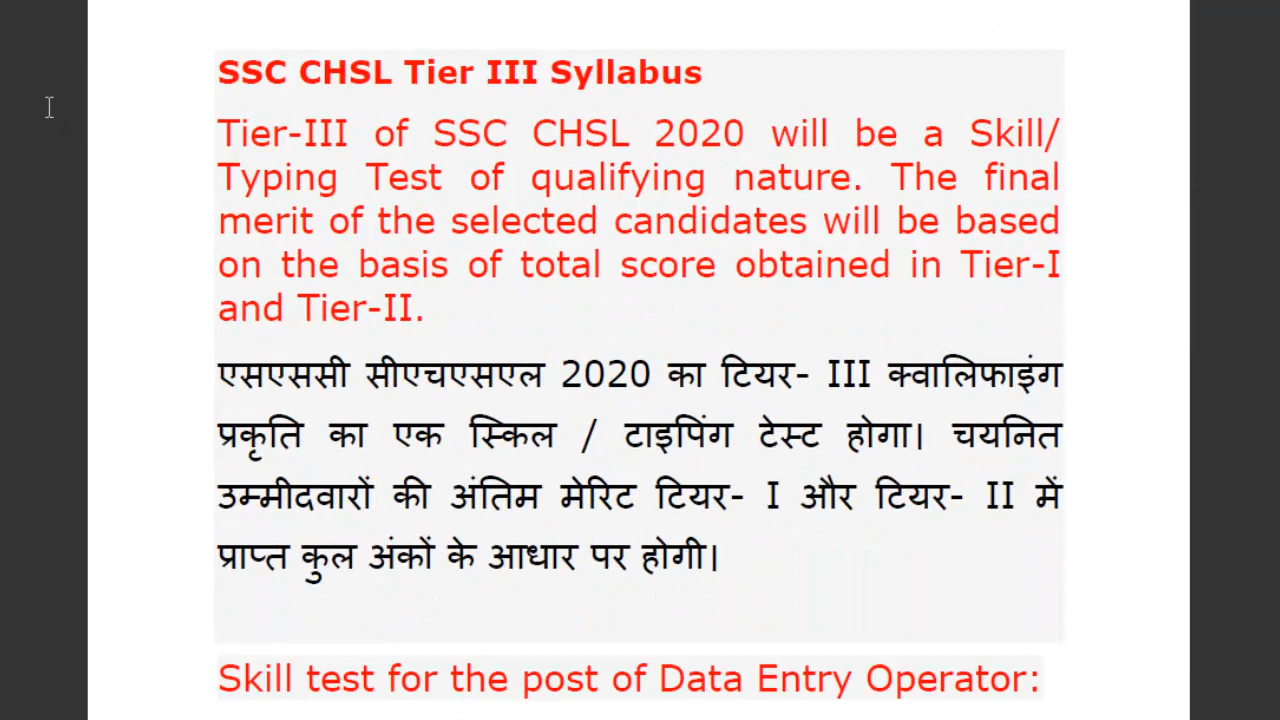 SSC CHSL Tier III Syllabus
Tier-III of SSC CHSL 2020 will be a Skill/
Typing Test of qualifying nature. The final
merit of the selected candidates will be based
on the basis of total score obtained in Tier-I
and Tier-II.
एसएससी सीएचएसएल 2020 का टियर- III क्वालिफाइंग
प्रकृति का एक स्किल / टाइपिंग टेस्ट होगा। चयनित
उम्मीदवारों की अंतिम मेरिट टियर- I और टियर- II में
प्राप्त कुल अंकों के आधार पर होगी।
Skill test for the post of Data Entry Operator: